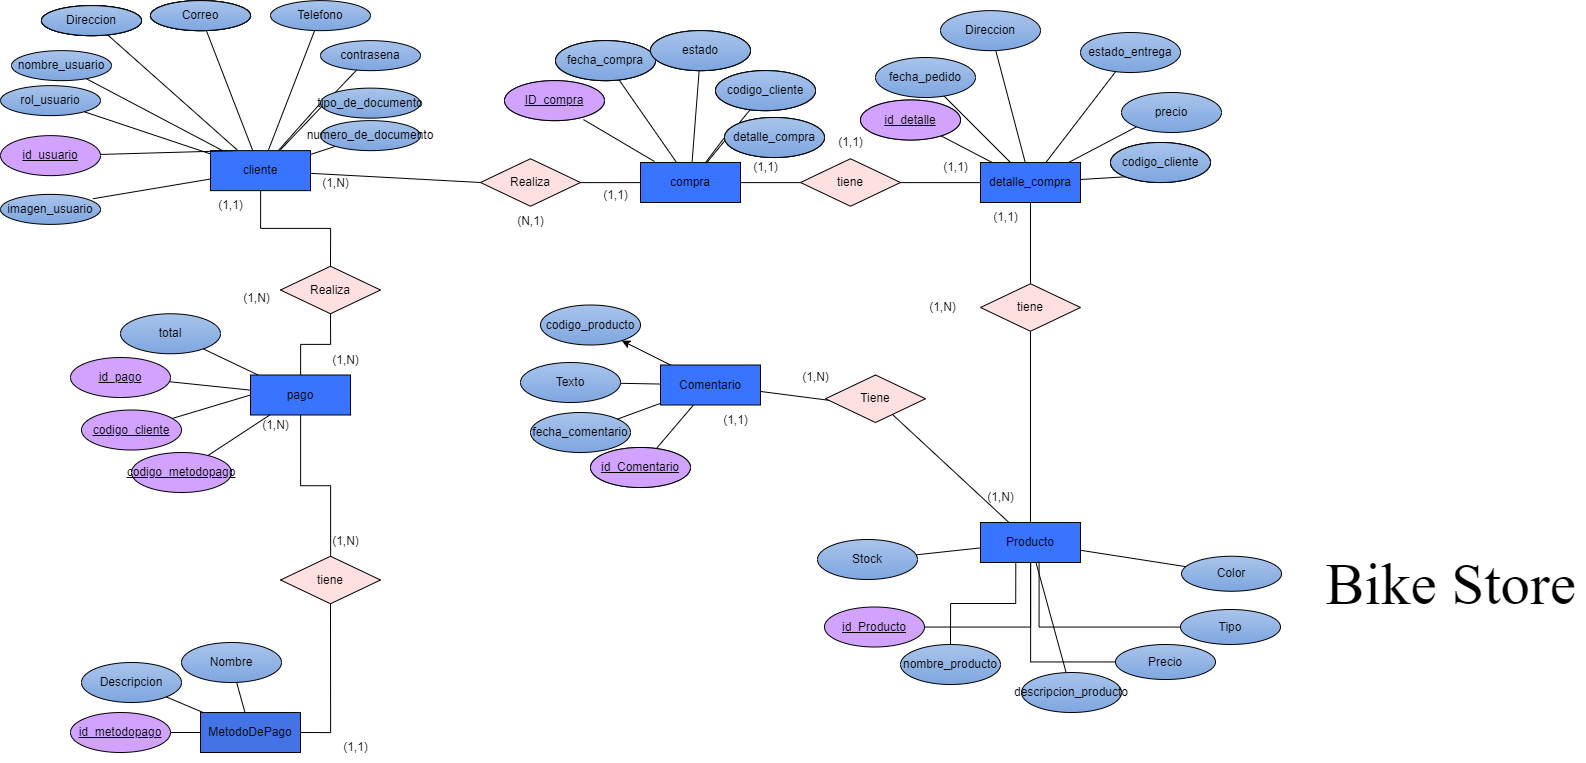 Direccion
Correo
Telefono
nombre_usuario
contrasena
rol_usuario
tipo_de_documento
numero_de_documento
id_usuario
cliente
imagen_usuario
(1,1)
(1,N)
Realiza
(N,1)
(1,1)
fecha_compra
estado
ID_compra
codigo_cliente
detalle_compra
compra
(1,1)
(1,1)
tiene
(1,1)
Direccion
estado_entrega
fecha_pedido
id_detalle
precio
codigo_cliente
detalle_compra
(1,1)
(1,N)
Realiza
(1,N)
total
id_pago
pago
codigo_cliente
(1,N)
codigo_metodopago
(1,N)
tiene
Nombre
Descripcion
id_metodopago
MetodoDePago
(1,1)
codigo_producto
Texto
Comentario
fecha_comentario
id_Comentario
(1,1)
(1,N)
Tiene
(1,N)
(1,N)
tiene
Producto
Stock
Color
id_Producto
Tipo
nombre_producto
Precio
descripcion_producto
Bike Store